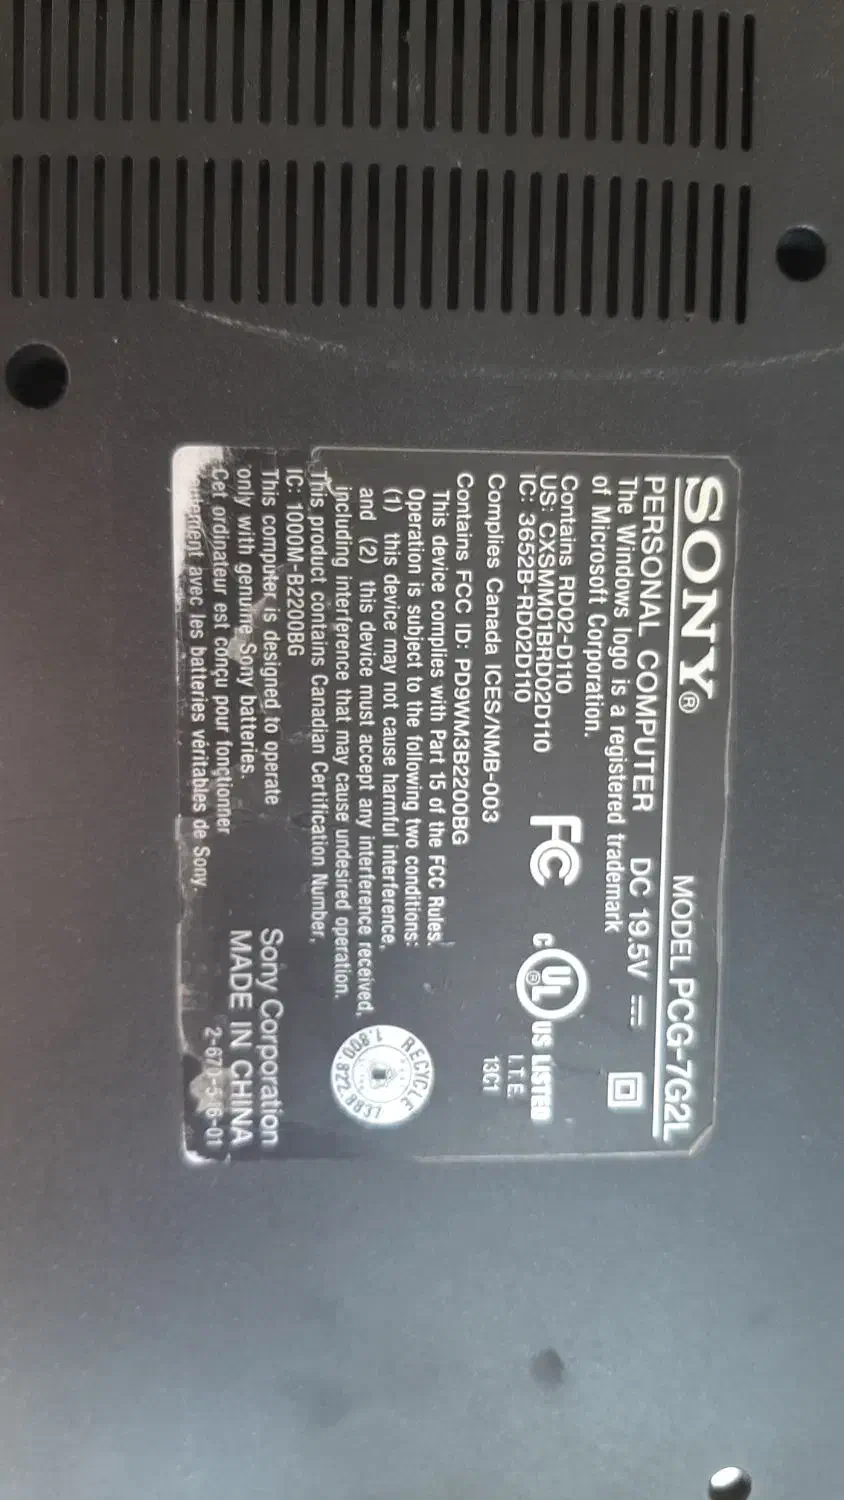 SONY®
MODEL PCG-7G2L
PERSONAL COMPUTER DC 19.5V
The Windows logo is a registered trademark
of Microsoft Corporation.
Contains RD02-D110
US: CXSMM01BRD02D110
IC: 3652B-RD02D110
FC
C UL ® US LISTED
I.T.E.
13C1
Complies Canada ICES/NMB-003
Contains FCC ID: PD9WM3B2200BG
This device complies with Part 15 of the FCC Rules.
Operation is subject to the following two conditions:
(1) this device may not cause harmful interference,
and (2) this device must accept any interference received,
including interference that may cause undesired operation.
This product contains Canadian Certification Number,
IC: 1000M-B2200BG
This computer is designed to operate
only with genuine Sony batteries.
Cet ordinateur est conçu pour fonctionner
avec les batteries véritables de Sony.
RECYCLE
1.800.822.8837
Sony Corporation
MADE IN CHINA